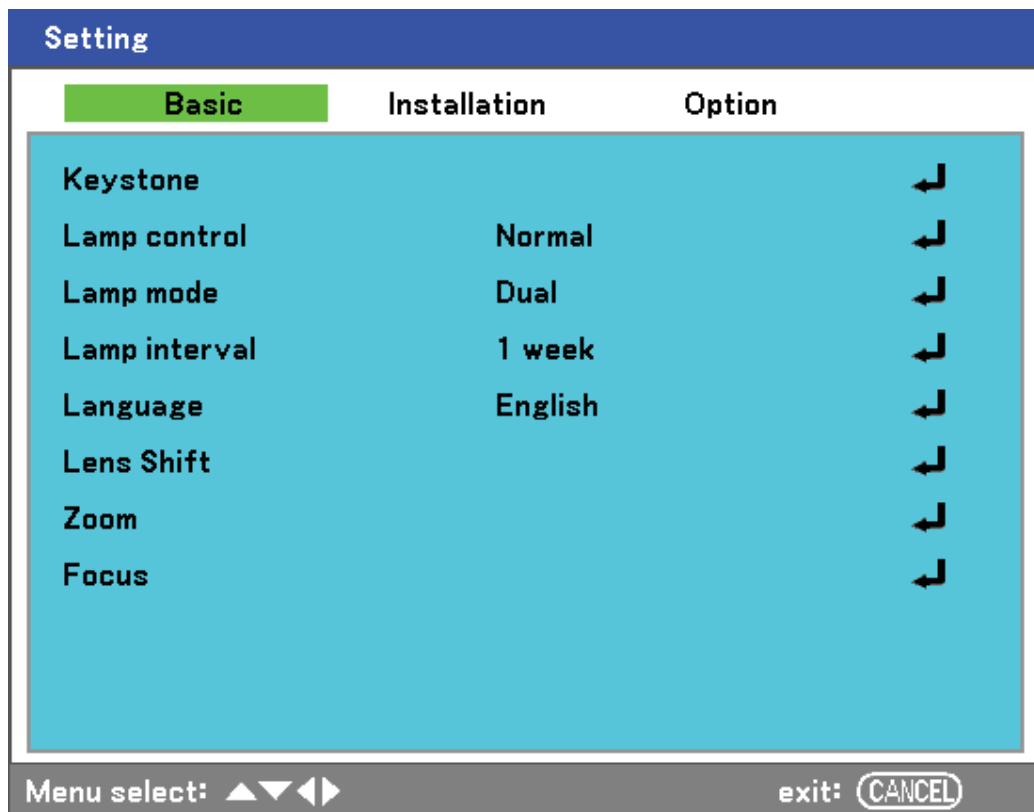 Setting
Basic Installation Option
Keystone
Lamp control Normal
Lamp mode Dual
Lamp interval 1 week
Language English
Lens Shift
Zoom
Focus
Menu select: ▲▼◀▶ exit: CANCEL